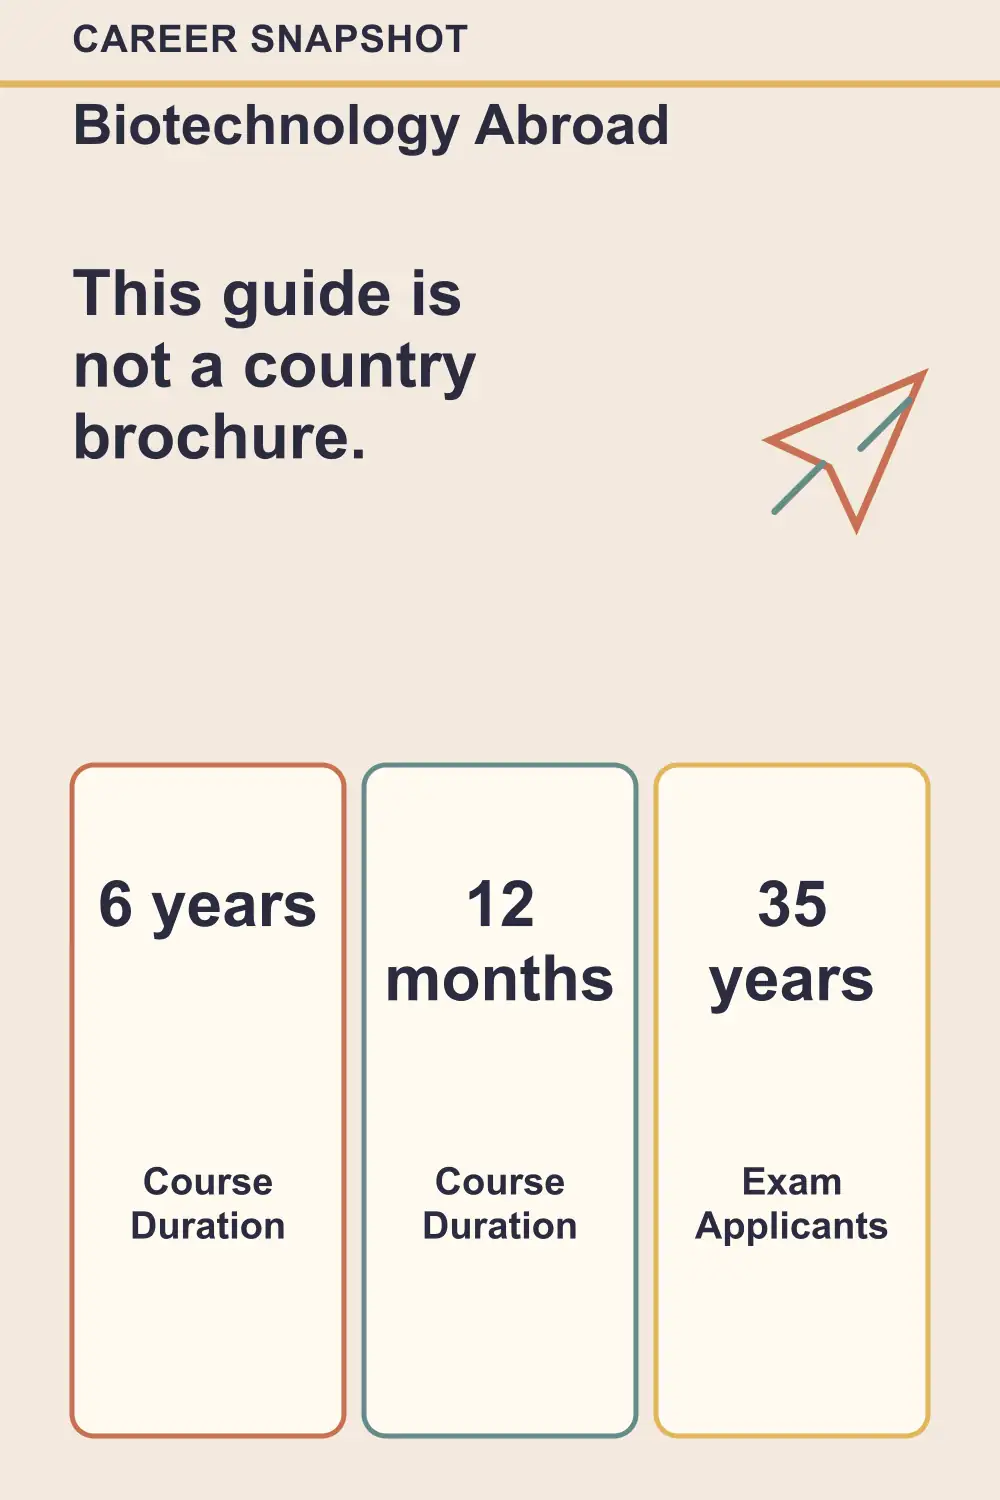 CAREER SNAPSHOT
Biotechnology Abroad
This guide is
not a country
brochure.
6 years
Course
Duration
12
months
Course
Duration
35
years
Exam
Applicants